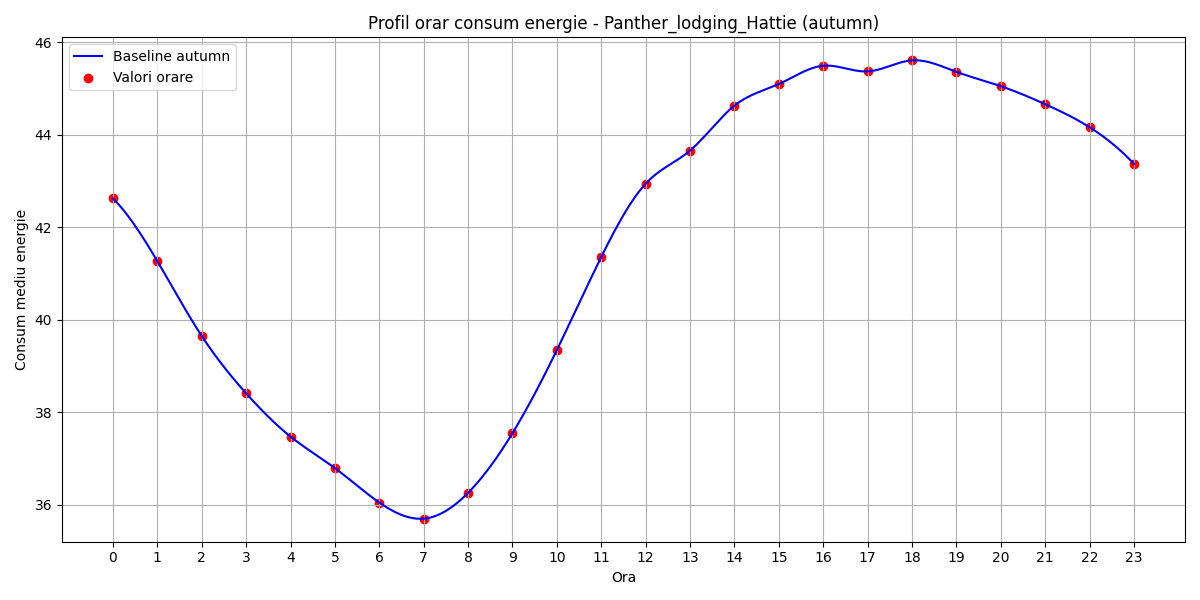 Profil orar consum energie - Panther_lodging_Hattie (autumn)
Baseline autumn
Valori orare
Consum mediu energie
46
44
42
40
38
36
0 1 2 3 4 5 6 7 8 9 10 11 12 13 14 15 16 17 18 19 20 21 22 23
Ora